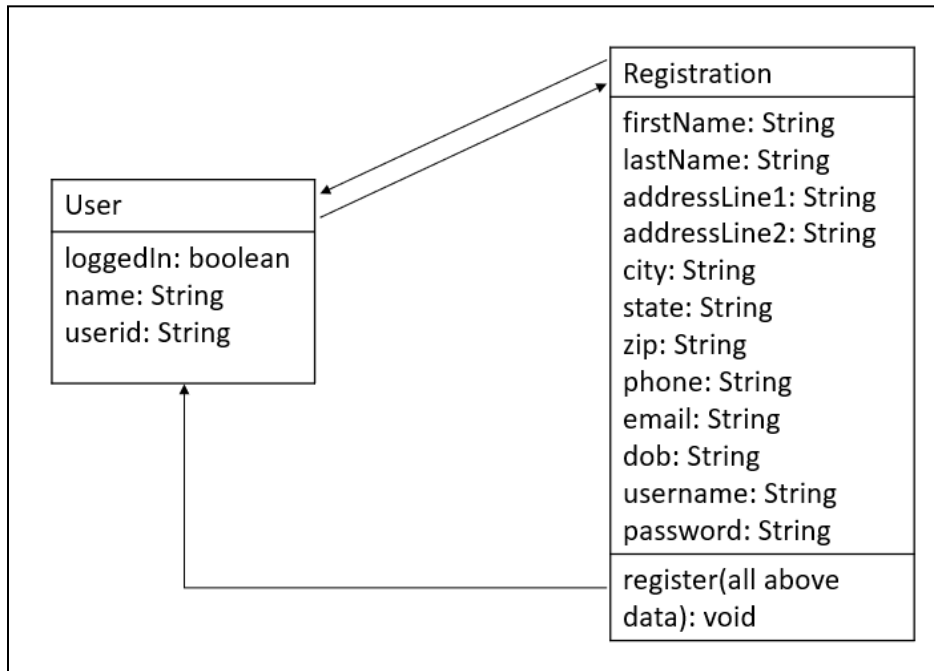 User
loggedIn: boolean
name: String
userid: String
Registration
firstName: String
lastName: String
addressLine1: String
addressLine2: String
city: String
state: String
zip: String
phone: String
email: String
dob: String
username: String
password: String
register(all above
data): void